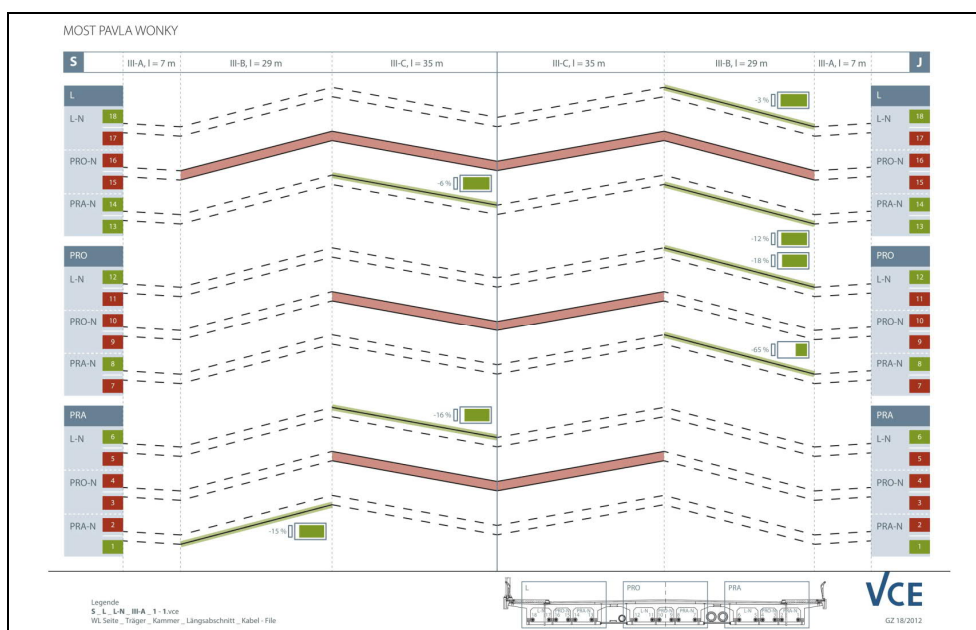 MOST PAVLA WONKY
S III-A, l = 7 m III-B, l = 29 m III-C, l = 35 m III-C, l = 35 m III-B, l = 29 m III-A, l = 7 m J
L L
-3 %
L-N 18 18 L-N
17 17
PRO-N 16 16 PRO-N
15 15
-6 %
PRA-N 14 14 PRA-N
13 13
-12 %
PRO -18 % PRO
L-N 12 12 L-N
11 11
PRO-N 10 10 PRO-N
9 9
-65 %
PRA-N 8 8 PRA-N
7 7
PRA -16 % PRA
L-N 6 6 L-N
5 5
PRO-N 4 4 PRO-N
3 3
PRA-N 2 2 PRA-N
-15 %
1 1
Legende
S _ L _ L-N _ III-A _ 1 - 1.vce
WL Seite _ Träger _ Kammer _ Längsabschnitt _ Kabel - File
L PRO PRA
VCE
GZ 18/2012